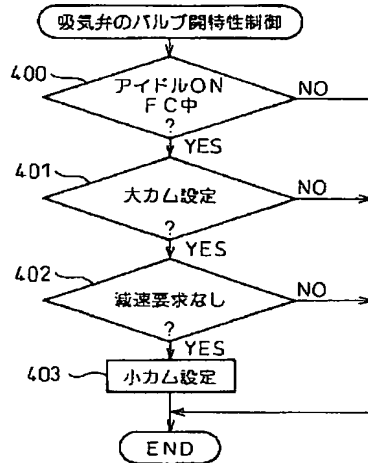 吸気弁のバルブ開特性制御
400
アイドルON
FC中
?
NO
YES
401
大カム設定
?
NO
YES
402
減速要求なし
?
NO
YES
403
小カム設定
END